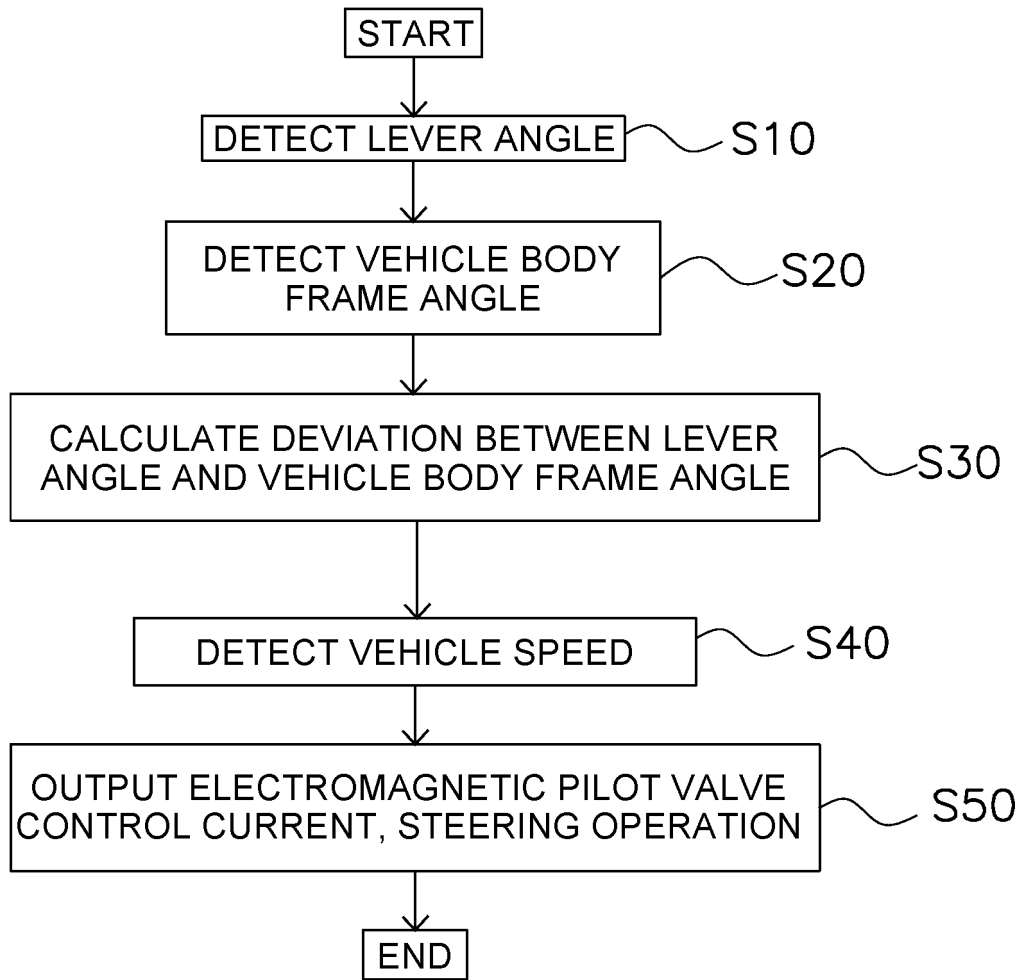 START
DETECT LEVER ANGLE
S10
DETECT VEHICLE BODY
FRAME ANGLE
S20
CALCULATE DEVIATION BETWEEN LEVER
ANGLE AND VEHICLE BODY FRAME ANGLE
S30
DETECT VEHICLE SPEED
S40
OUTPUT ELECTROMAGNETIC PILOT VALVE
CONTROL CURRENT, STEERING OPERATION
S50
END